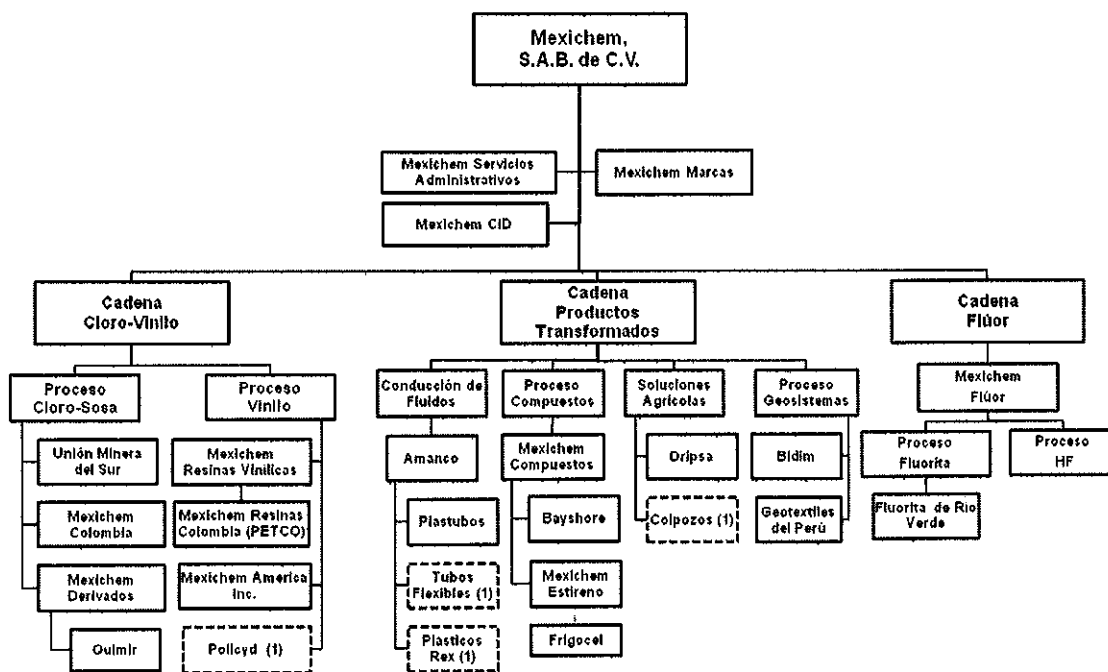 Mexichem,
S.A.B. de C.V.
Mexichem Servicios
Administrativos
Mexichem Marcas
Mexichem CID
Cadena
Cloro-Vinilo
Cadena
Productos
Transformados
Cadena
Flúor
Proceso
Cloro-Sosa
Proceso
Vinilo
Conducción de
Fluidos
Proceso
Compuestos
Soluciones
Agrícolas
Proceso
Geosistemas
Mexichem
Flúor
Unión Minera
del Sur
Mexichem
Resinas Vinílicas
Amanco
Mexichem
Compuestos
Dripsa
Bidim
Proceso
Fluorita
Proceso
HF
Mexichem
Colombia
Mexichem Resinas
Colombia (PETCO)
Plastubos
Bayshore
Colpozos (1)
Geotextiles
del Perú
Fluorita de Rio
Verde
Mexichem
Derivados
Mexichem America
Inc.
Tubos
Flexibles (1)
Mexichem
Estireno
Quimir
Policyd (1)
Plasticos
Rex (1)
Frigocel